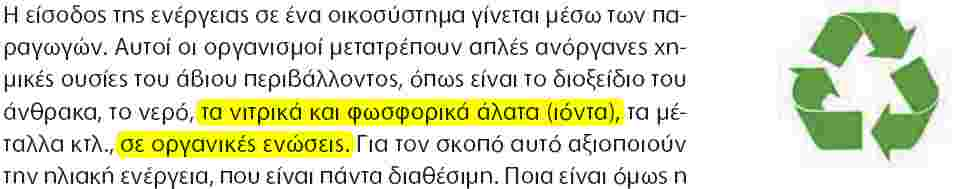 Η είσοδος της ενέργειας σε ένα οικοσύστημα γίνεται μέσω των πα-
ραγωγών. Αυτοί οι οργανισμοί μετατρέπουν απλές ανόργανες χη-
μικές ουσίες του άβιου περιβάλλοντος, όπως είναι το διοξείδιο του
άνθρακα, το νερό, τα νιτρικά και φωσφορικά άλατα (ιόντα), τα μέ-
ταλλα κτλ., σε οργανικές ενώσεις. Για τον σκοπό αυτό αξιοποιούν
την ηλιακή ενέργεια, που είναι πάντα διαθέσιμη. Ποια είναι όμως η